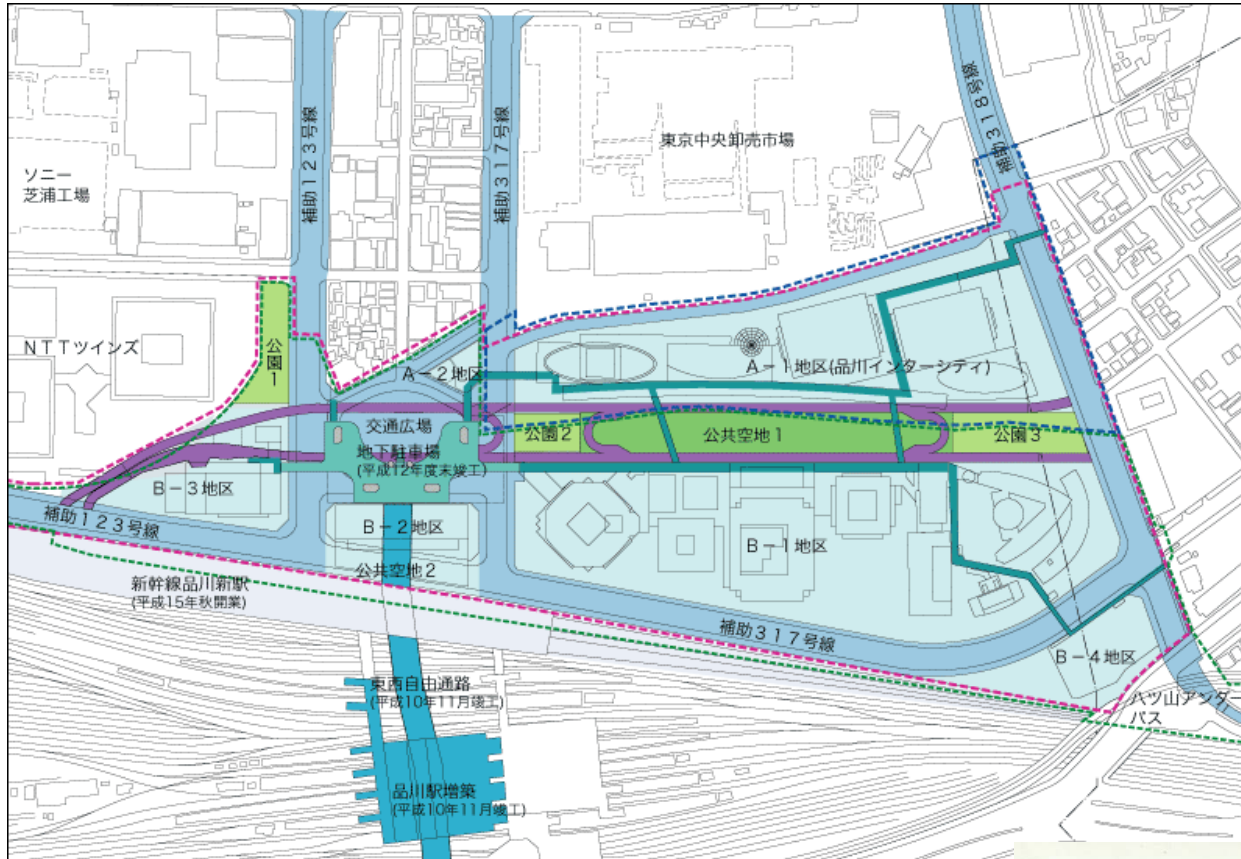 補助１２３号線
補助３１７号線
補助３１８号線
東京中央卸売市場
ソニー
芝浦工場
ＮＴＴツインズ
公園１
Ａ－２地区
Ａ－１地区(品川インターシティ)
交通広場
公園２
公共空地１
公園３
地下駐車場
(平成12年度末竣工)
Ｂ－３地区
補助１２３号線
Ｂ－２地区
Ｂ－１地区
公共空地２
新幹線品川新駅
(平成15年秋開業)
補助３１７号線
Ｂ－４地区
東西自由通路
(平成10年11月竣工)
八ツ山アンダー
パス
品川駅増築
(平成10年11月竣工)